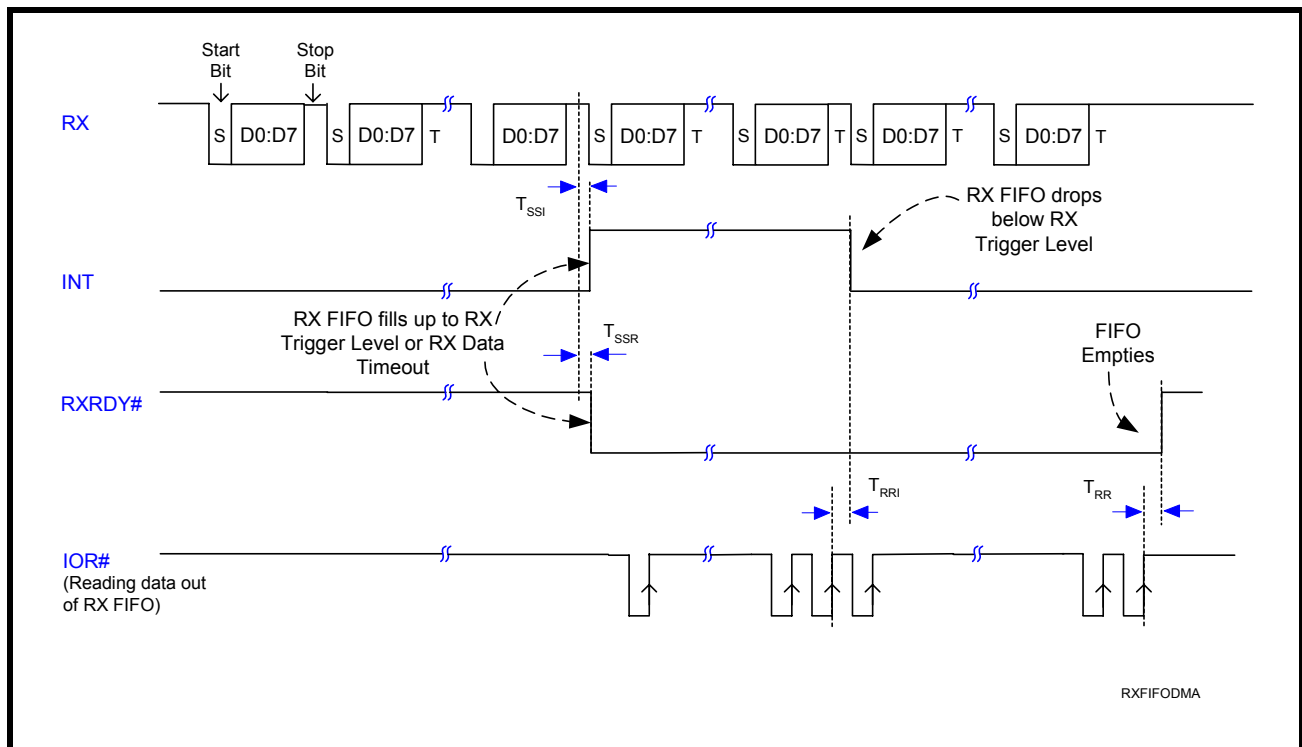 Start
Bit
Stop
Bit
RX
S D0:D7 S D0:D7 T D0:D7 S D0:D7 T S D0:D7 T S D0:D7 T S D0:D7 T
TSSI
RX FIFO drops
below RX
Trigger Level
INT
RX FIFO fills up to RX
Trigger Level or RX Data
Timeout
TSSR
FIFO
Empties
RXRDY#
TRRI
TRR
IOR#
(Reading data out
of RX FIFO)
RXFIFODMA